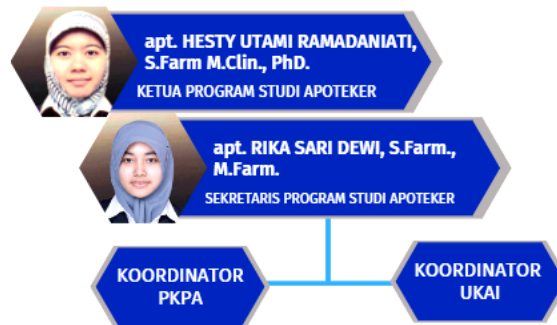 apt. HESTY UTAMI RAMADANIATI,
S.Farm M.Clin., PhD.
KETUA PROGRAM STUDI APOTEKER
apt. RIKA SARI DEWI, S.Farm.,
M.Farm.
SEKRETARIS PROGRAM STUDI APOTEKER
KOORDINATOR
PKPA
KOORDINATOR
UKAI